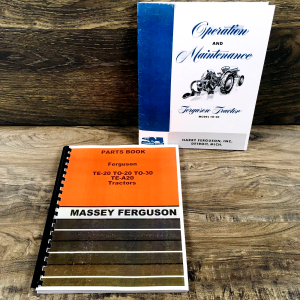 Operation
AND
Maintenance
Ferguson Tractor
MODEL TO-30
HARRY FERGUSON, INC.
DETROIT, MICH.
PARTS BOOK
Ferguson
TE-20 TO-20 TO-30
TE-A20
Tractors
MASSEY FERGUSON